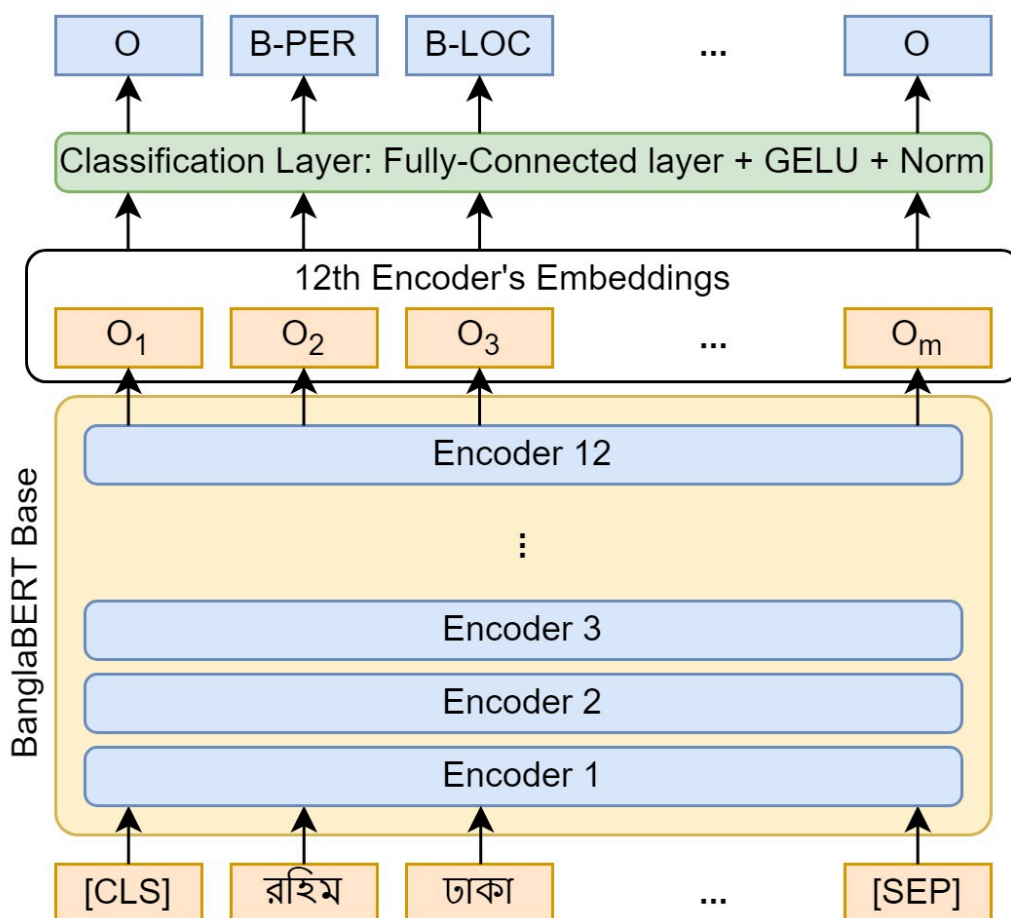 O B-PER B-LOC ... O
Classification Layer: Fully-Connected layer + GELU + Norm
12th Encoder's Embeddings
O₁ O₂ O₃ ... Oₘ
BanglaBERT Base
Encoder 12
⋮
Encoder 3
Encoder 2
Encoder 1
[CLS] রহিম ঢাকা ... [SEP]